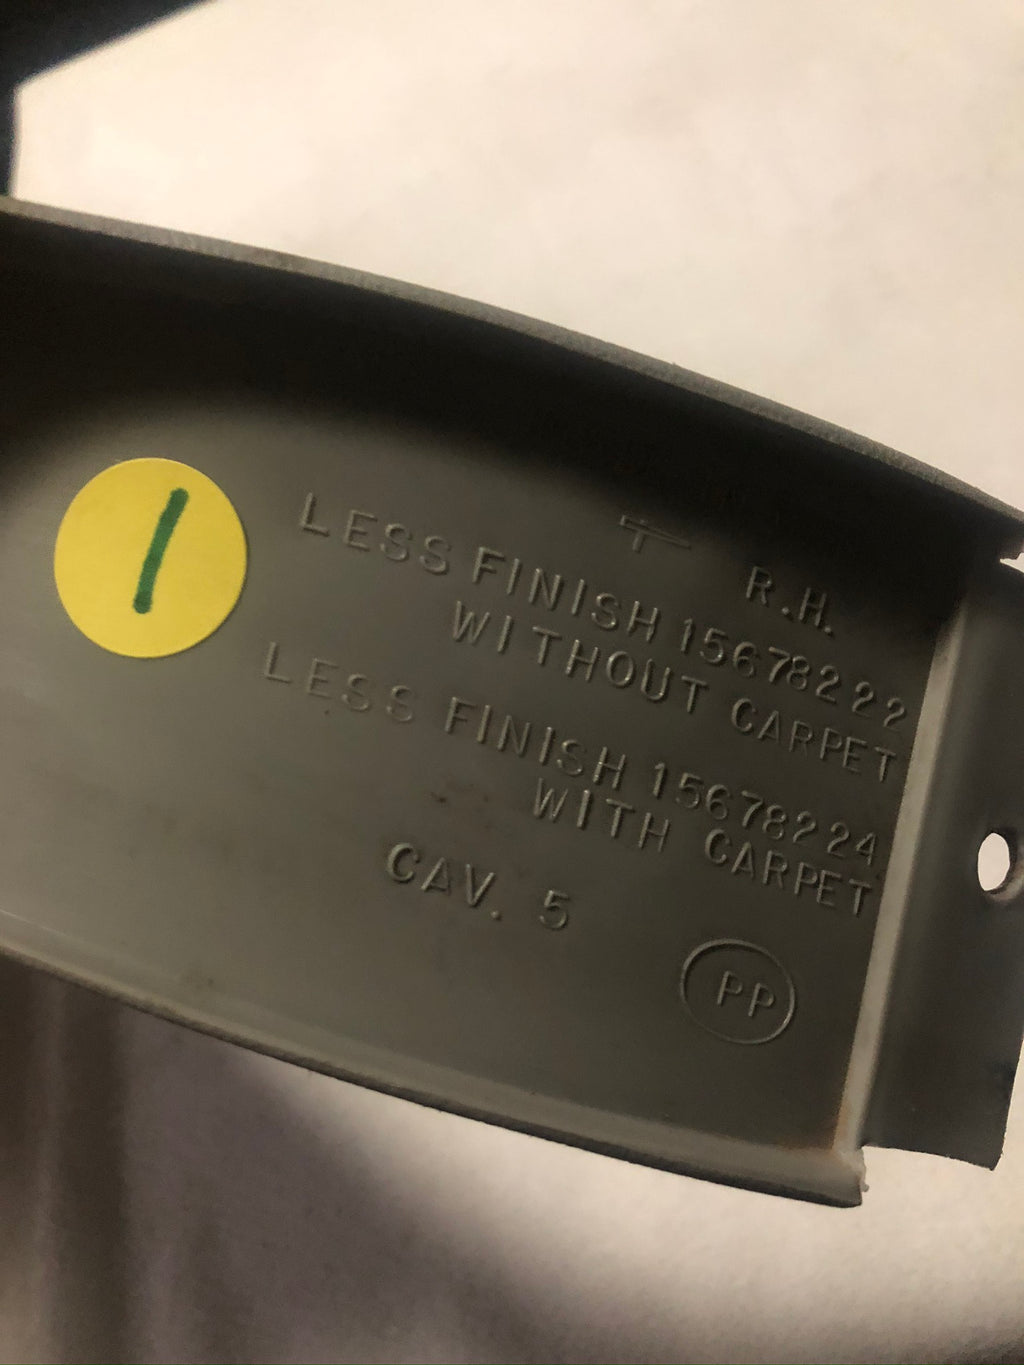 R.H.
LESS FINISH 15678222
WITHOUT CARPET
LESS FINISH 15678224
WITH CARPET
CAV. 5
PP
1